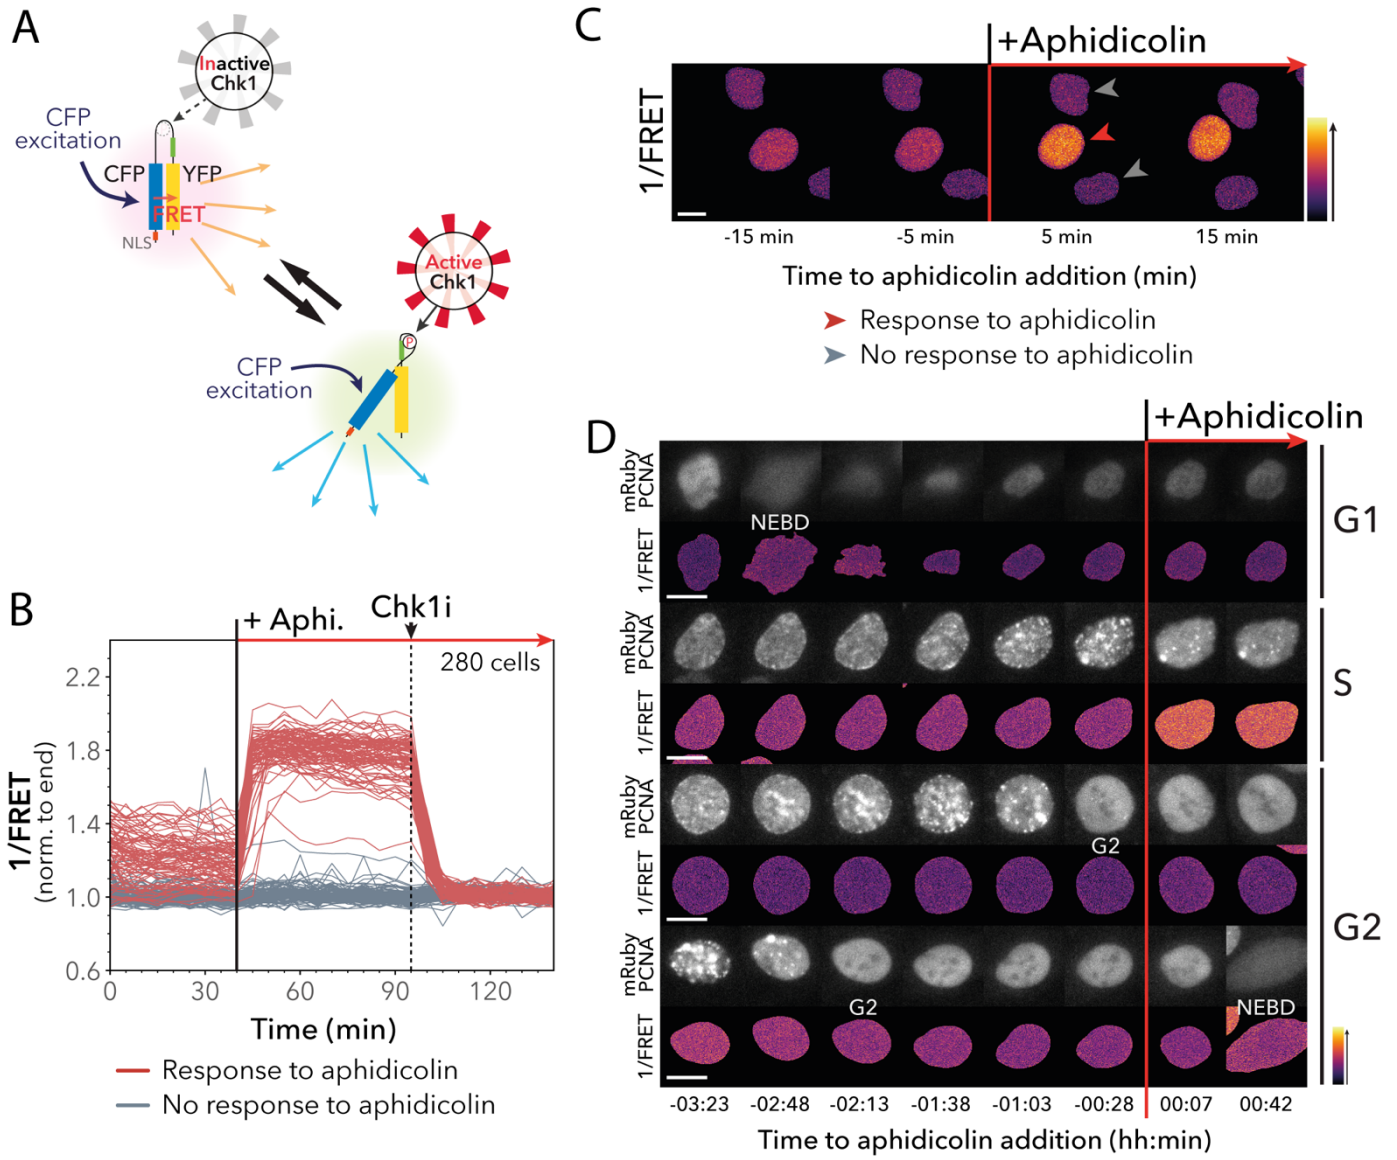 A
Inactive
Chk1
CFP
excitation
CFP
YFP
FRET
NLS
Active
Chk1
P
CFP
excitation
B
+ Aphi.
Chk1i
280 cells
2.2
1.8
1.4
1.0
0.6
1/FRET
(norm. to end)
0
30
60
90
120
Time (min)
Response to aphidicolin
No response to aphidicolin
C
+Aphidicolin
1/FRET
-15 min
-5 min
5 min
15 min
Time to aphidicolin addition (min)
Response to aphidicolin
No response to aphidicolin
D
+Aphidicolin
mRuby
PCNA
NEBD
1/FRET
G1
mRuby
PCNA
1/FRET
S
mRuby
PCNA
G2
1/FRET
mRuby
PCNA
G2
NEBD
1/FRET
G2
-03:23
-02:48
-02:13
-01:38
-01:03
-00:28
00:07
00:42
Time to aphidicolin addition (hh:min)